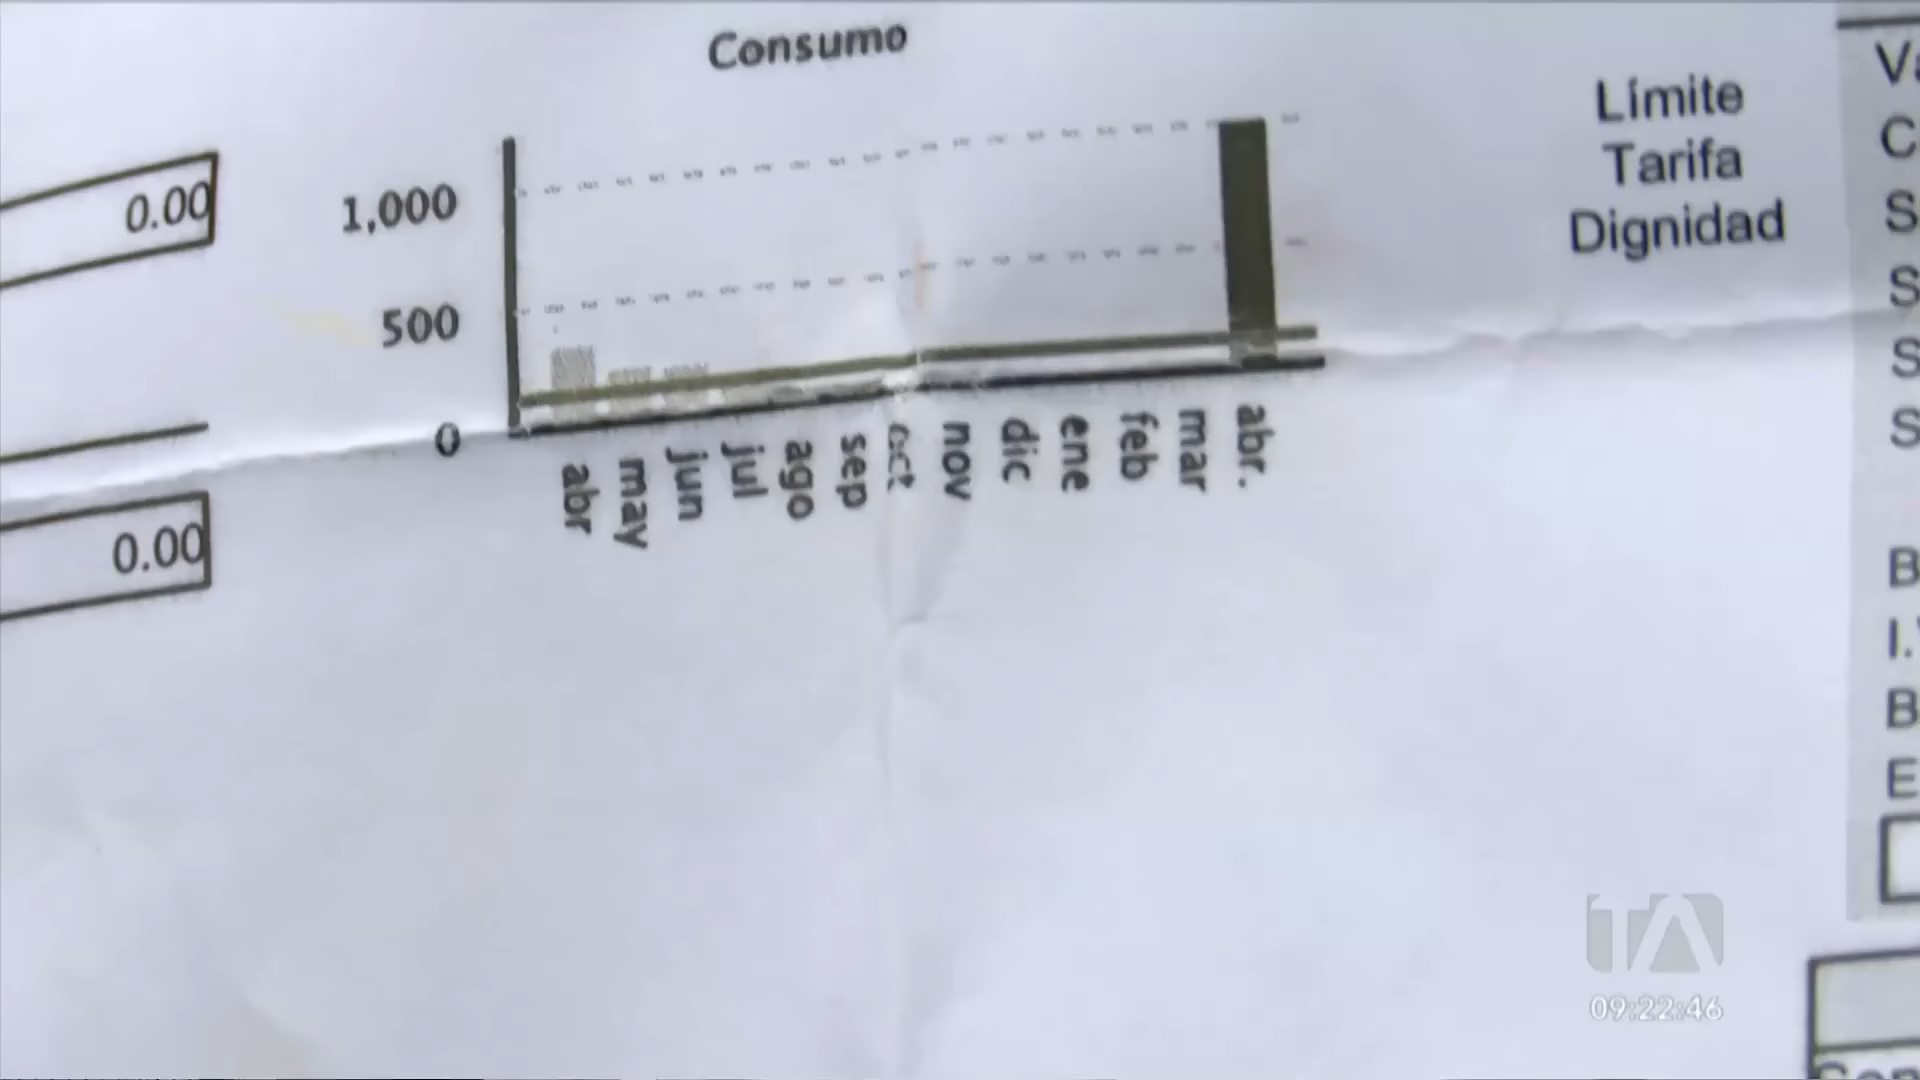 Consumo
0.00
1,000
500
0
abr
may
jun
jul
ago
sep
oct
nov
dic
ene
feb
mar
abr.
0.00
Límite
Tarifa
Dignidad
C
S
S
S
S
B
B
E
TA
09:22:46